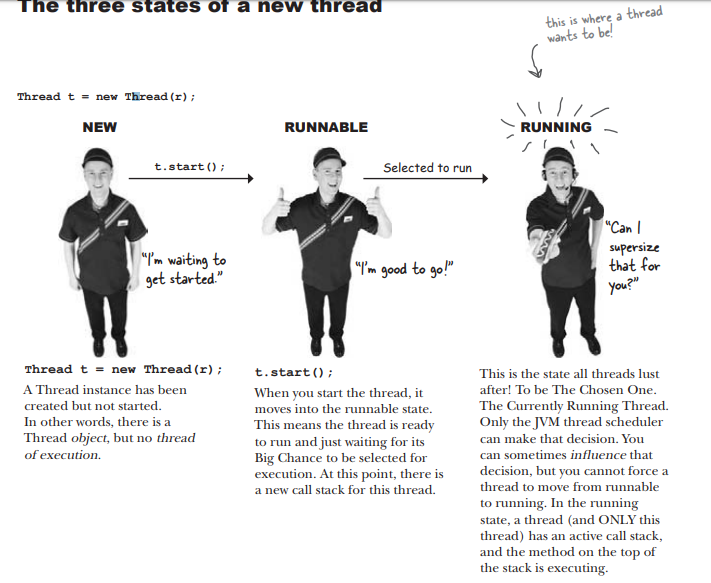 The three states of a new thread
this is where a thread
wants to be!
Thread t = new Thread(r);
NEW
t.start();
RUNNABLE
Selected to run
RUNNING
"I'm waiting to
get started."
"I'm good to go!"
"Can I
supersize
that for
you?"
Thread t = new Thread(r);
A Thread instance has been
created but not started.
In other words, there is a
Thread object, but no thread
of execution.
t.start();
When you start the thread, it
moves into the runnable state.
This means the thread is ready
to run and just waiting for its
Big Chance to be selected for
execution. At this point, there is
a new call stack for this thread.
This is the state all threads lust
after! To be The Chosen One.
The Currently Running Thread.
Only the JVM thread scheduler
can make that decision. You
can sometimes influence that
decision, but you cannot force a
thread to move from runnable
to running. In the running
state, a thread (and ONLY this
thread) has an active call stack,
and the method on the top of
the stack is executing.